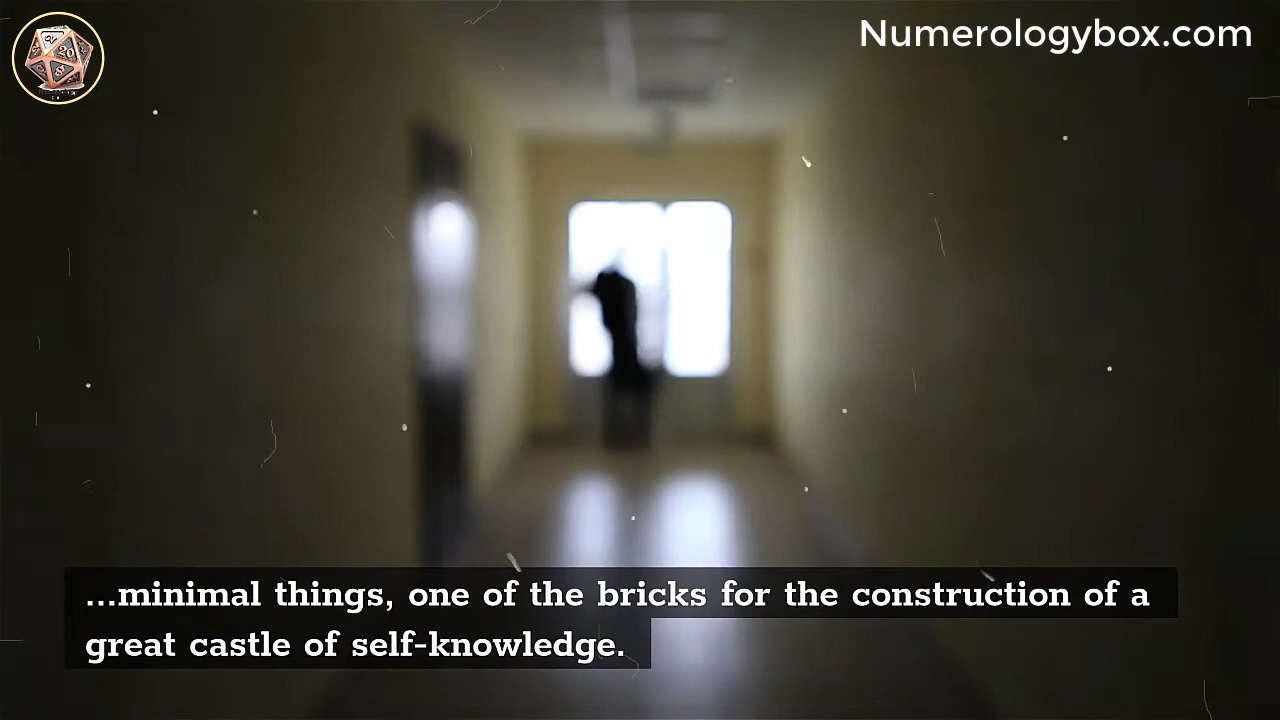 Numerologybox.com
...minimal things, one of the bricks for the construction of a
great castle of self-knowledge.